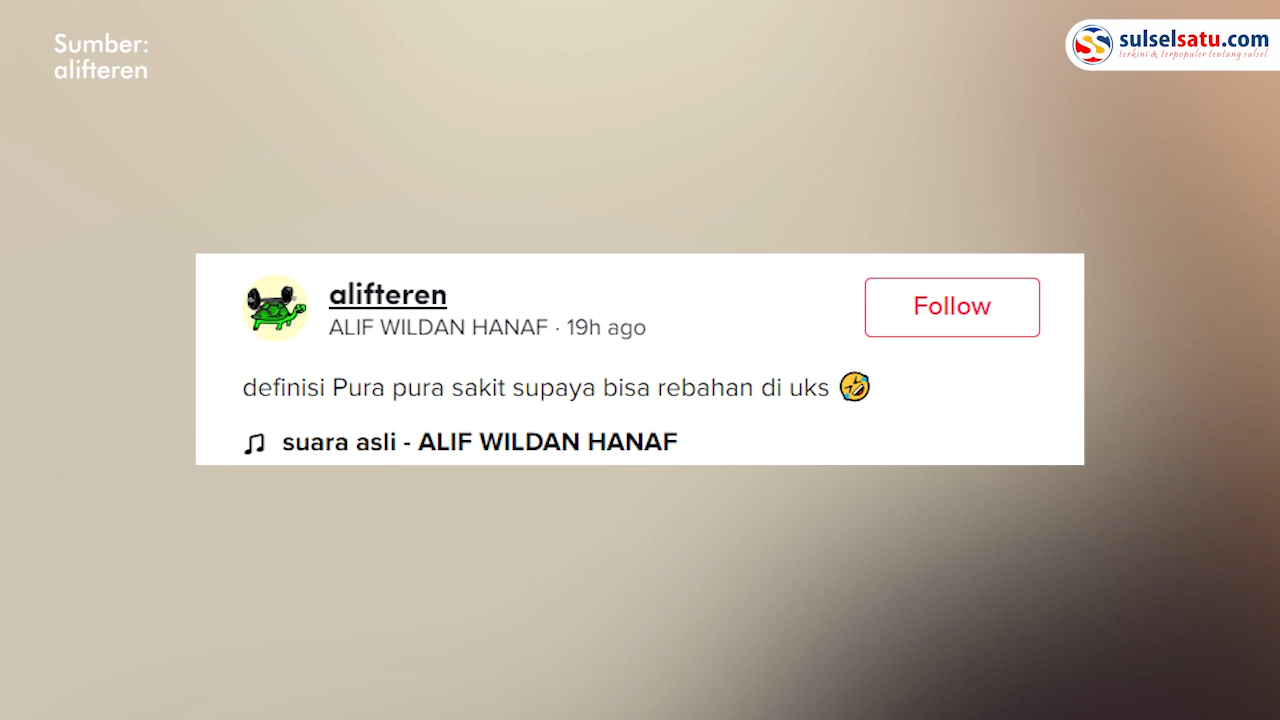 Sumber:
alifteren
sulselsatu.com
terkini & terpopuler tentang sulsel
alifteren
ALIF WILDAN HANAF · 19h ago
Follow
definisi Pura pura sakit supaya bisa rebahan di uks 🤣
suara asli - ALIF WILDAN HANAF